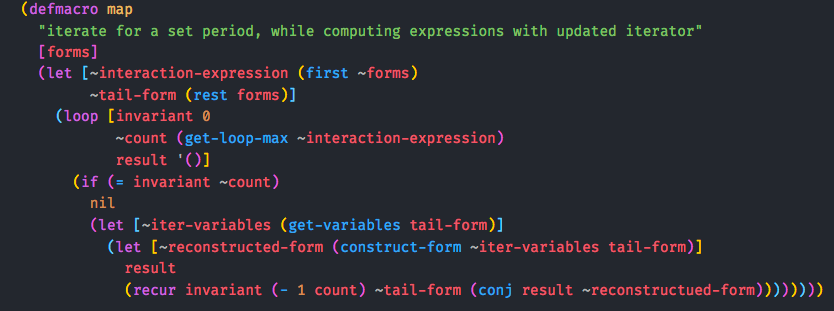 (defmacro map
"iterate for a set period, while computing expressions with updated iterator"
[forms]
(let [~interaction-expression (first ~forms)
~tail-form (rest forms)]
(loop [invariant 0
~count (get-loop-max ~interaction-expression)
result '()]
(if (= invariant ~count)
nil
(let [~iter-variables (get-variables tail-form)]
(let [~reconstructed-form (construct-form ~iter-variables tail-form)]
result
(recur invariant (- 1 count) ~tail-form (conj result ~reconstructued-form))))))))